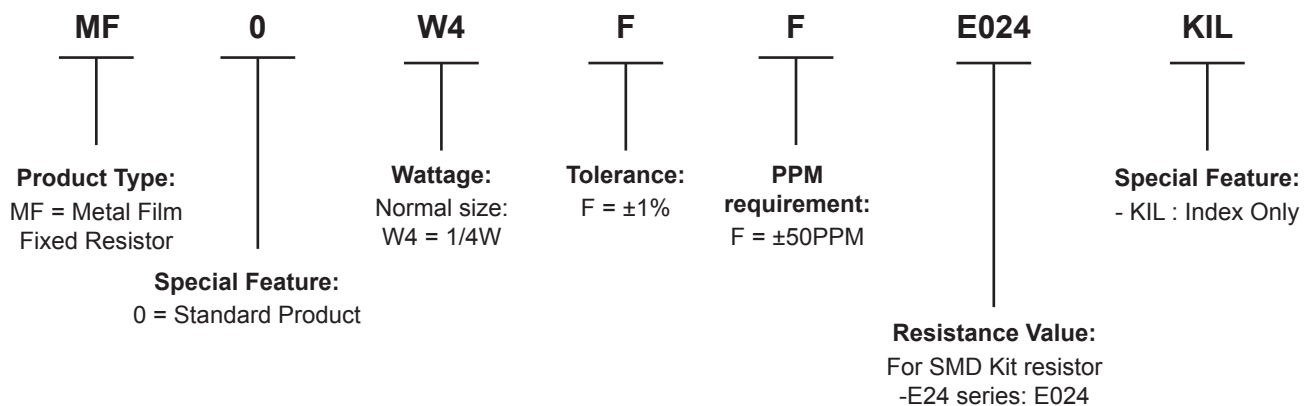 MF 0 W4 F F E024 KIL
Product Type:
MF = Metal Film
Fixed Resistor
Special Feature:
0 = Standard Product
Wattage:
Normal size:
W4 = 1/4W
Tolerance:
F = ±1%
PPM
requirement:
F = ±50PPM
Resistance Value:
For SMD Kit resistor
-E24 series: E024
Special Feature:
- KIL : Index Only